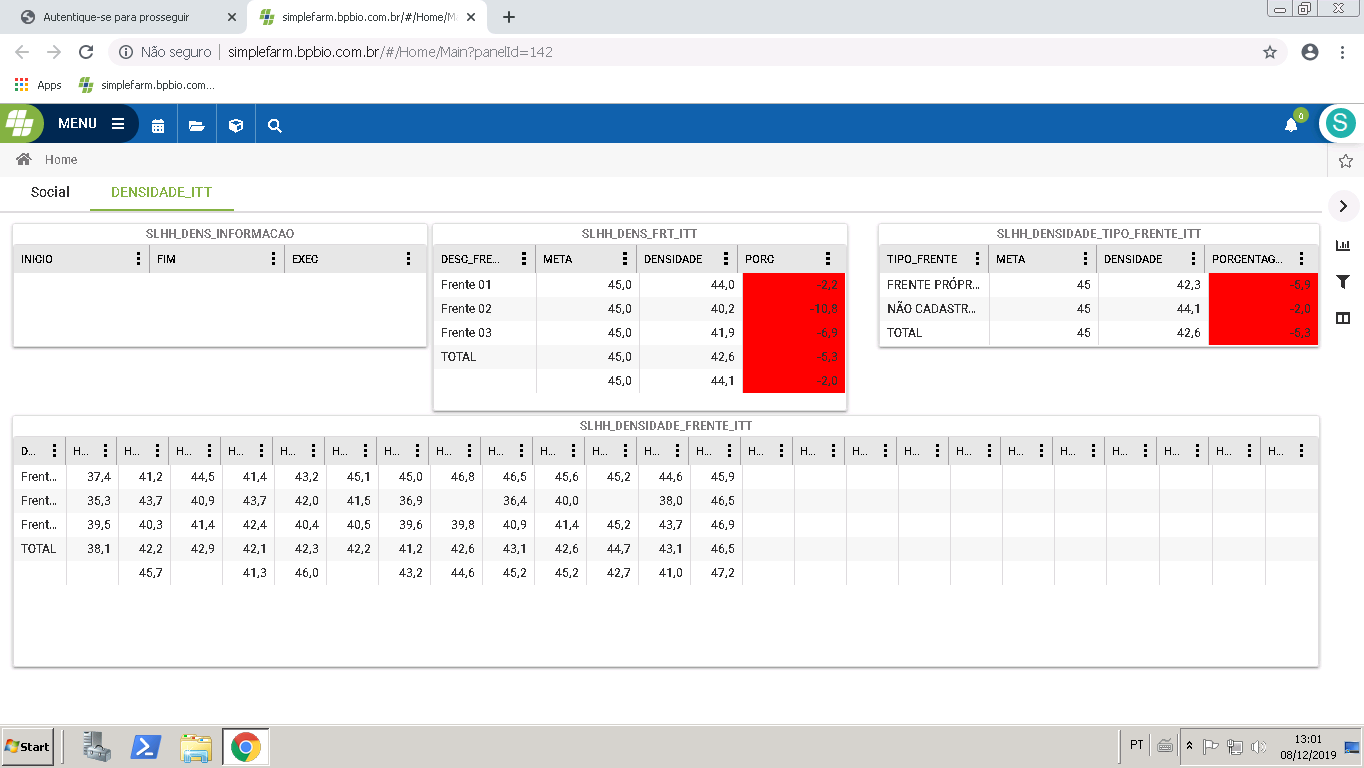 Autentique-se para prosseguir
simplefarm.bpbio.com.br/#/Home/M
Não seguro simplefarm.bpbio.com.br/#/Home/Main?panelId=142
Apps simplefarm.bpbio.com...
MENU 0 S
Home
Social DENSIDADE_ITT
SLHH_DENS_INFORMACAO
INICIO FIM EXEC
SLHH_DENS_FRT_ITT
DESC_FRE... META DENSIDADE PORC
Frente 01 45,0 44,0 -2,2
Frente 02 45,0 40,2 -10,8
Frente 03 45,0 41,9 -6,9
TOTAL 45,0 42,6 -5,3
45,0 44,1 -2,0
SLHH_DENSIDADE_TIPO_FRENTE_ITT
TIPO_FRENTE META DENSIDADE PORCENTAG...
FRENTE PRÓPR... 45 42,3 -5,9
NÃO CADASTR... 45 44,1 -2,0
TOTAL 45 42,6 -5,3
SLHH_DENSIDADE_FRENTE_ITT
D... H... H... H... H... H... H... H... H... H... H... H... H... H... H... H... H... H... H... H... H... H... H... H... H...
Frent... 37,4 41,2 44,5 41,4 43,2 45,1 45,0 46,8 46,5 45,6 45,2 44,6 45,9
Frent... 35,3 43,7 40,9 43,7 42,0 41,5 36,9 36,4 40,0 38,0 46,5
Frent... 39,5 40,3 41,4 42,4 40,4 40,5 39,6 39,8 40,9 41,4 45,2 43,7 46,9
TOTAL 38,1 42,2 42,9 42,1 42,3 42,2 41,2 42,6 43,1 42,6 44,7 43,1 46,5
45,7 41,3 46,0 43,2 44,6 45,2 45,2 42,7 41,0 47,2
Start PT 13:01
08/12/2019